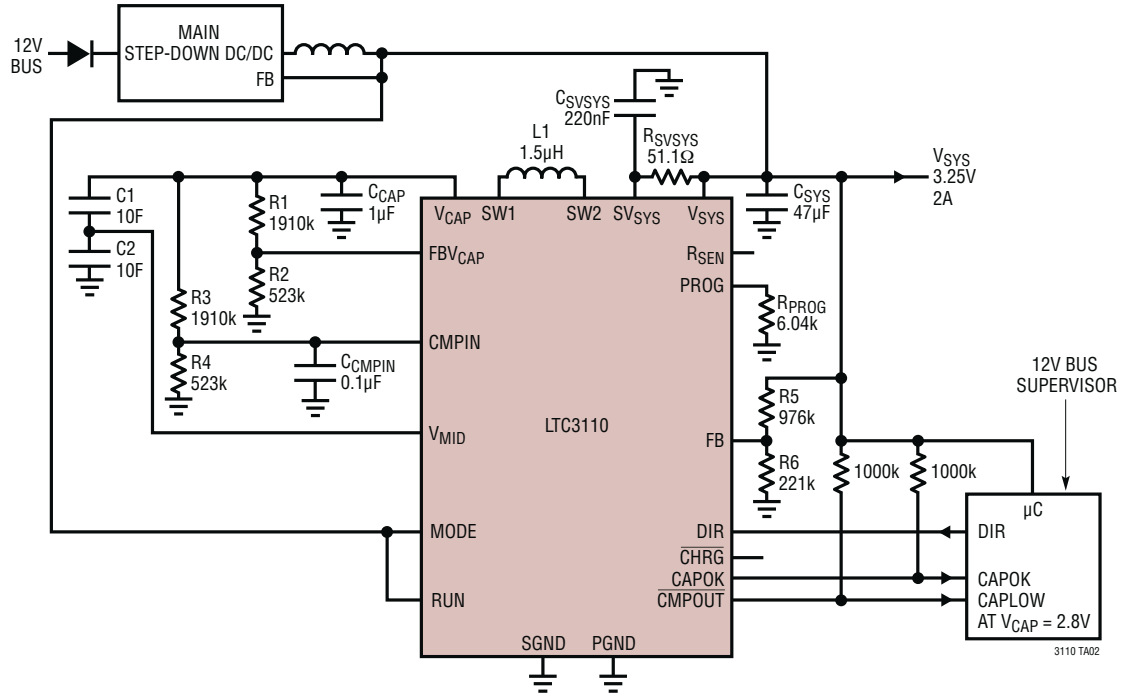 MAIN
STEP-DOWN DC/DC
FB
12V
BUS
CSVSYS
220nF
L1
1.5µH
RSVSYS
51.1Ω
VSYS
3.25V
2A
C1
10F
C2
10F
R1
1910k
CCAP
1µF
CSYS
47µF
VCAP
SW1
SW2
SVSYS
VSYS
FBVCAP
R2
523k
RSEN
PROG
RPROG
6.04k
R3
1910k
CMPIN
R4
523k
CCMPIN
0.1µF
12V BUS
SUPERVISOR
R5
976k
LTC3110
VMID
FB
R6
221k
1000k
1000k
µC
MODE
DIR
DIR
CHRG
CAPOK
CAPOK
RUN
CMPOUT
CAPLOW
AT VCAP = 2.8V
SGND
PGND
3110 TA02